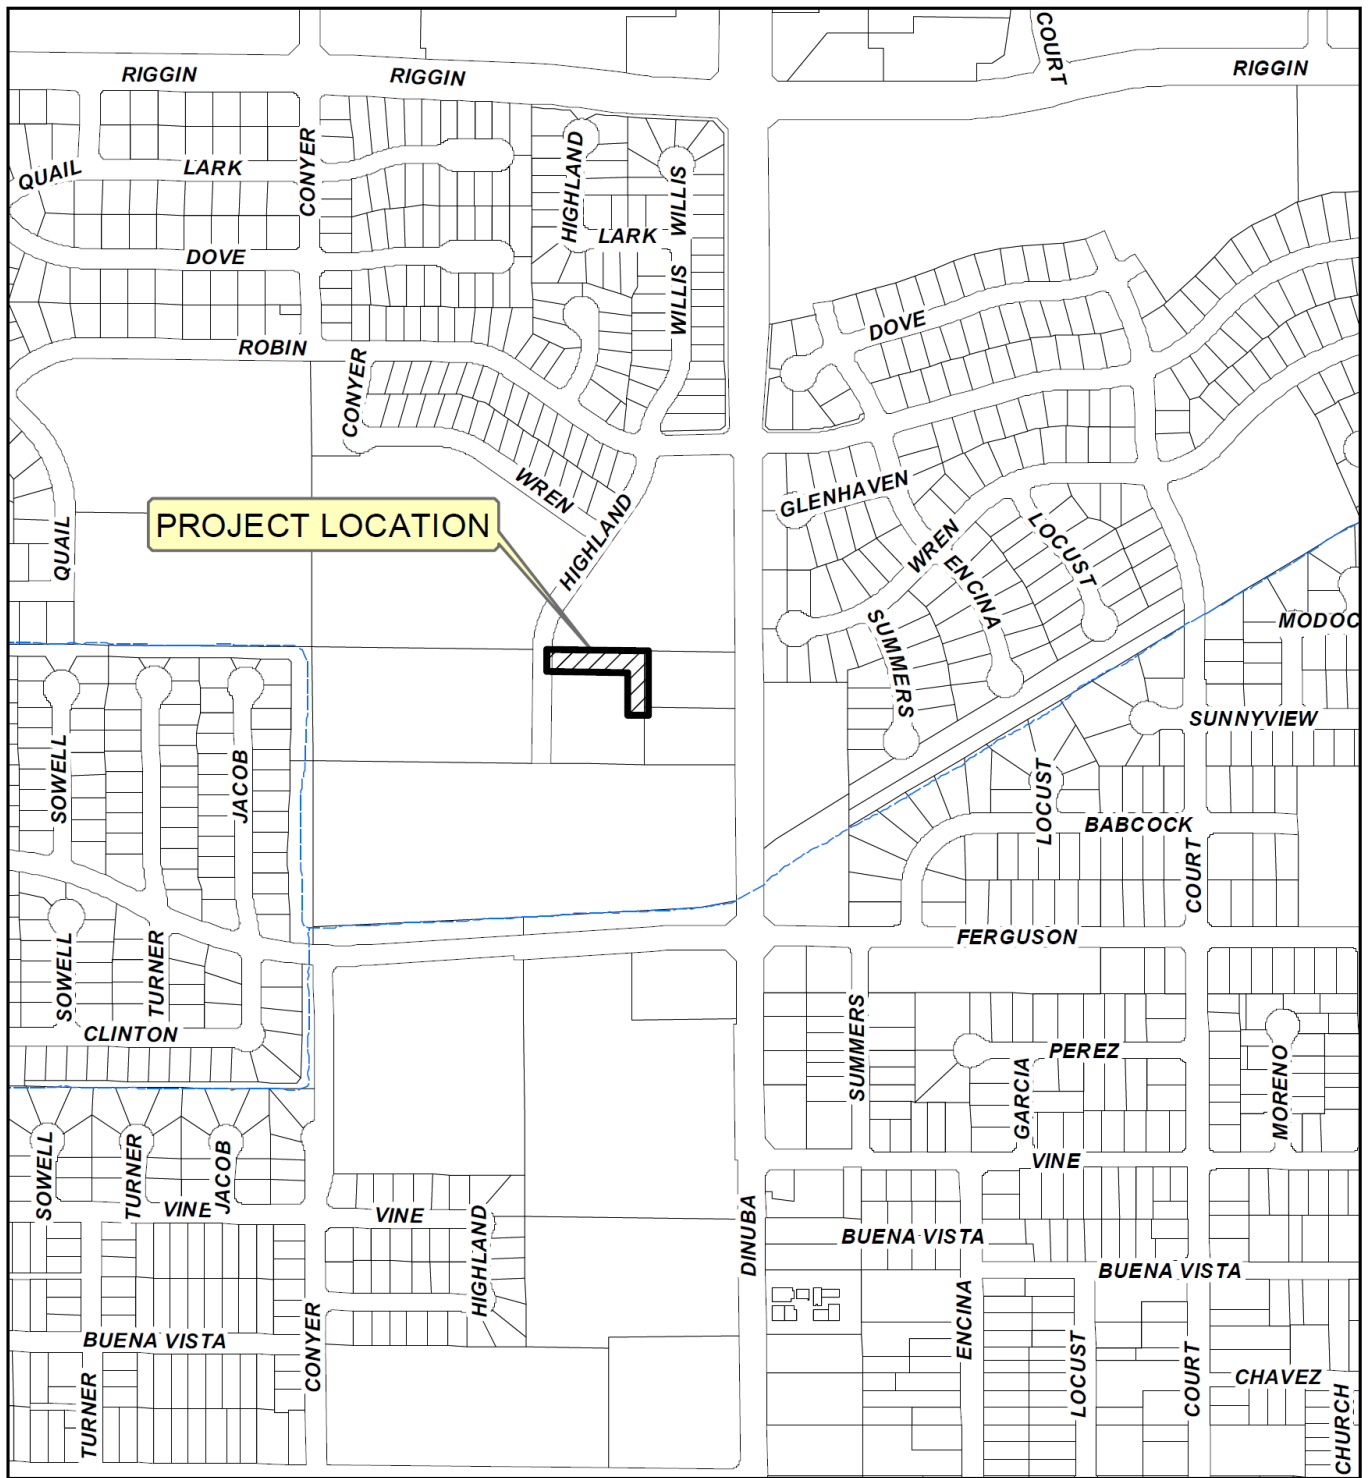 COURT
RIGGIN
RIGGIN
RIGGIN
CONYER
HIGHLAND
WILLIS
QUAIL
LARK
LARK
DOVE
WILLIS
DOVE
ROBIN
CONYER
WREN
GLENHAVEN
PROJECT LOCATION
HIGHLAND
QUAIL
WREN
LOCUST
ENCINA
SUMMERS
MODOC
SUNNYVIEW
SOWELL
JACOB
LOCUST
BABCOCK
COURT
FERGUSON
SOWELL
TURNER
CLINTON
SUMMERS
PEREZ
GARCIA
MORENO
SOWELL
TURNER
JACOB
VINE
VINE
VINE
HIGHLAND
DINUBA
BUENA VISTA
BUENA VISTA
BUENA VISTA
CONYER
ENCINA
LOCUST
COURT
CHAVEZ
TURNER
CHURCH